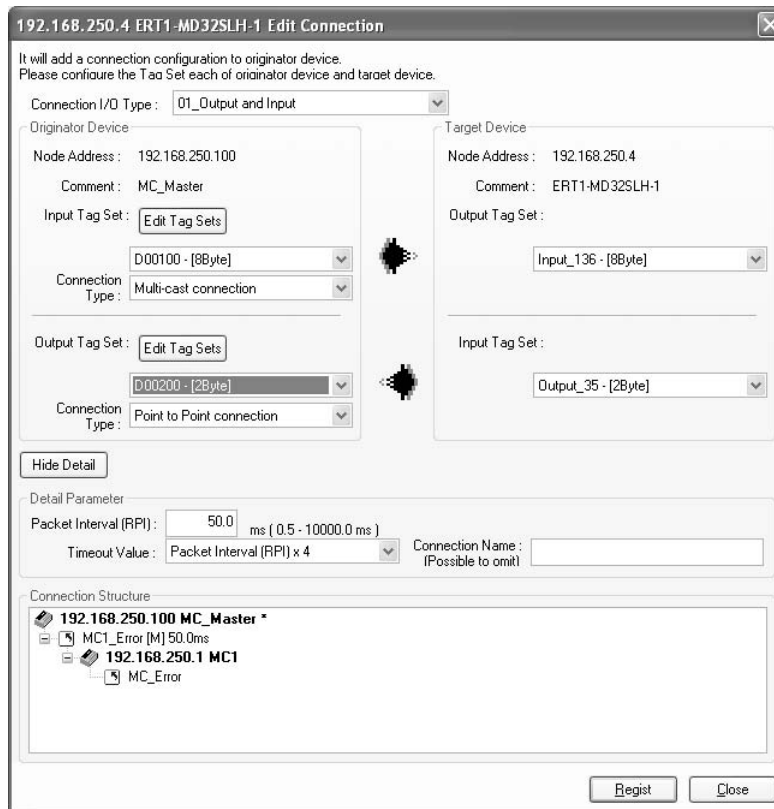 192.168.250.4 ERT1-MD32SLH-1 Edit Connection
It will add a connection configuration to originator device.
Please configure the Tag Set each of originator device and target device.
Connection I/O Type : 01_Output and Input
Originator Device
Node Address : 192.168.250.100
Comment : MC_Master
Input Tag Set : Edit Tag Sets
D00100 - [8Byte]
Connection Type : Multi-cast connection
Output Tag Set : Edit Tag Sets
D00200 - [2Byte]
Connection Type : Point to Point connection
Target Device
Node Address : 192.168.250.4
Comment : ERT1-MD32SLH-1
Output Tag Set :
Input_136 - [8Byte]
Input Tag Set :
Output_35 - [2Byte]
Hide Detail
Detail Parameter
Packet Interval (RPI) : 50.0 ms ( 0.5 - 10000.0 ms )
Timeout Value : Packet Interval (RPI) x 4
Connection Name :
(Possible to omit)
Connection Structure
192.168.250.100 MC_Master *
MC1_Error [M] 50.0ms
192.168.250.1 MC1
MC_Error
Regist
Close